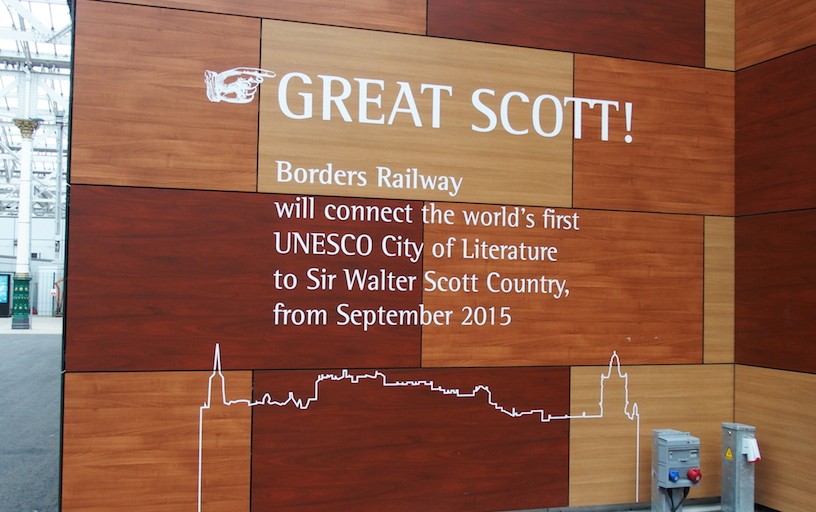 GREAT SCOTT!
Borders Railway
will connect the world's first
UNESCO City of Literature
to Sir Walter Scott Country,
from September 2015